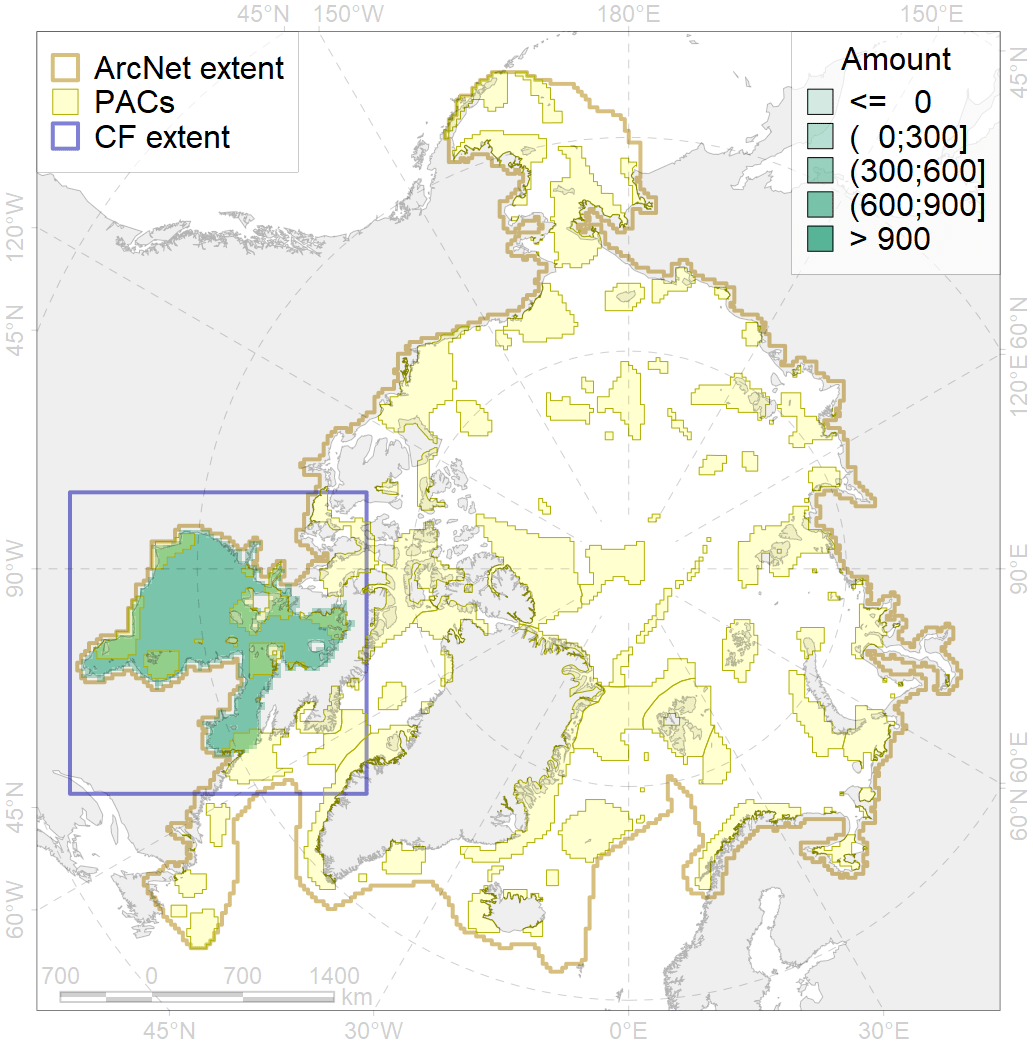 45°N 150°W 180°E 150°E
ArcNet extent
PACs
CF extent
Amount
<= 0
( 0;300]
(300;600]
(600;900]
> 900
45°N
120°W
60°N
45°N
120°E
90°W
90°E
60°E
45°N
60°N
60°W
700 0 700 1400
km
45°N 30°W 0°E 30°E